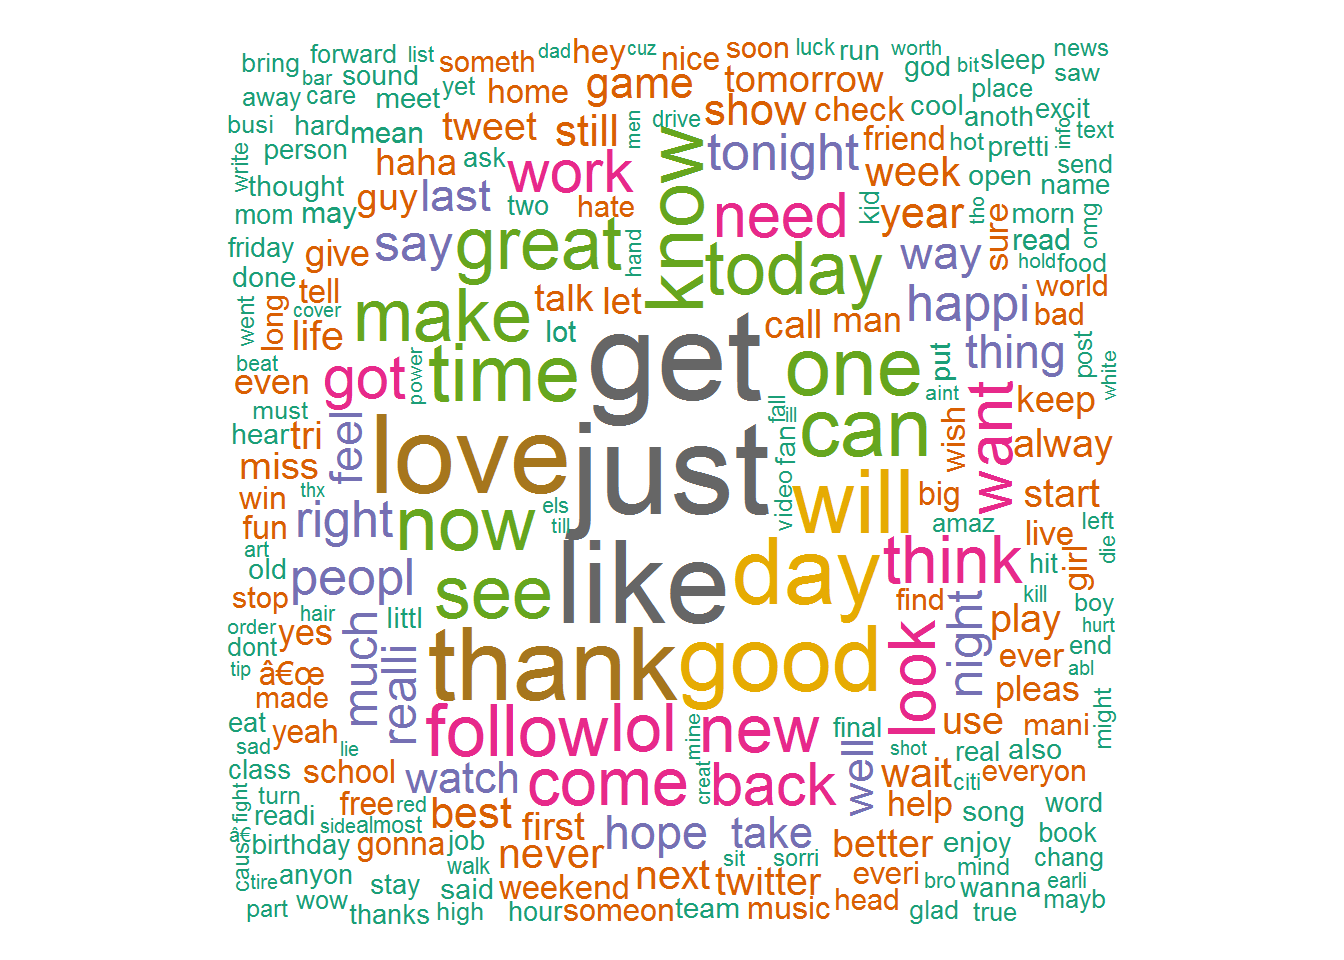 bring forward list someth dad hey cuz nice soon luck run worth god bit sleep news
bar sound yet home game tomorrow place saw
away care meet show check cool anoth excit
busi hard mean tweet still men drive friend hot pretti info text
write person haha ask work know tonight week open send
thought guy last two hate need kid year tho sure morn name omg
mom may say great hand today way read
friday give hold food
done tell talk let happi world
went long cover make call man bad
life lot get thing post
beat even got power time one put white
must love fall ill aint want keep
hear tri feel just fan can wish alway
miss video
win thx right now els will big start
fun till amaz live left
art old peopl see like day think hit girl die
stop hair littl find kill boy
order yes much thank good look night play hurt
dont realli ever end
tip “ abl
made pleas
eat yeah follow lol new mine final use mani might
sad lie shot real also
class school watch come back creat well wait citi everyon
fight turn free red best help song word
readi side almost first hope take book
†birthday gonna job better enjoy
caus tire anyon walk never sit sorri mind chang
stay said weekend next twitter everi bro wanna earli
part wow thanks high hour someon team music head glad true mayb